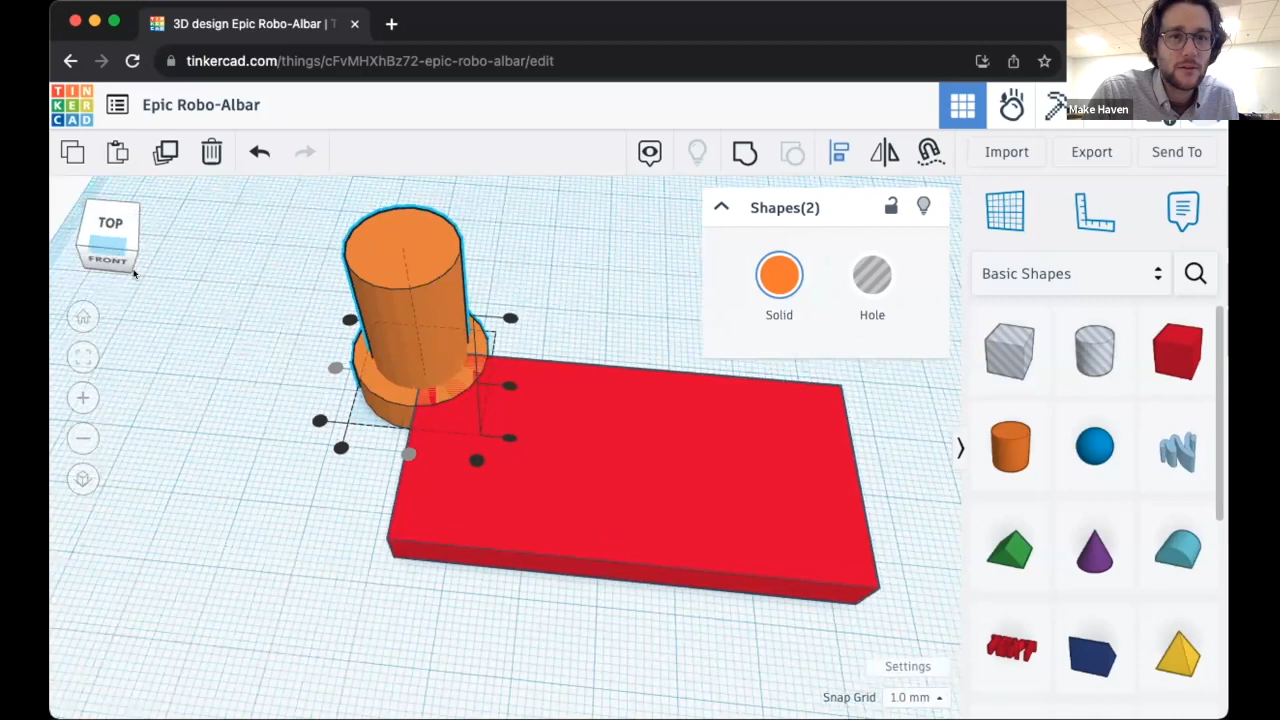 3D design Epic Robo-Albar | T
tinkercad.com/things/cFvMHXhBz72-epic-robo-albar/edit
Make Haven
TIN
KER
CAD
Epic Robo-Albar
Import
Export
Send To
TOP
FRONT
Shapes(2)
Solid
Hole
Basic Shapes
TEXT
Settings
Snap Grid
1.0 mm